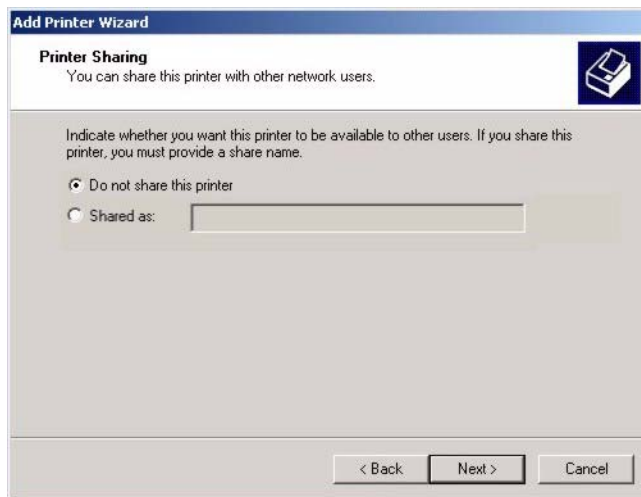 Add Printer Wizard
Printer Sharing
You can share this printer with other network users.
Indicate whether you want this printer to be available to other users. If you share this
printer, you must provide a share name.
Do not share this printer
Shared as:
< Back
Next >
Cancel